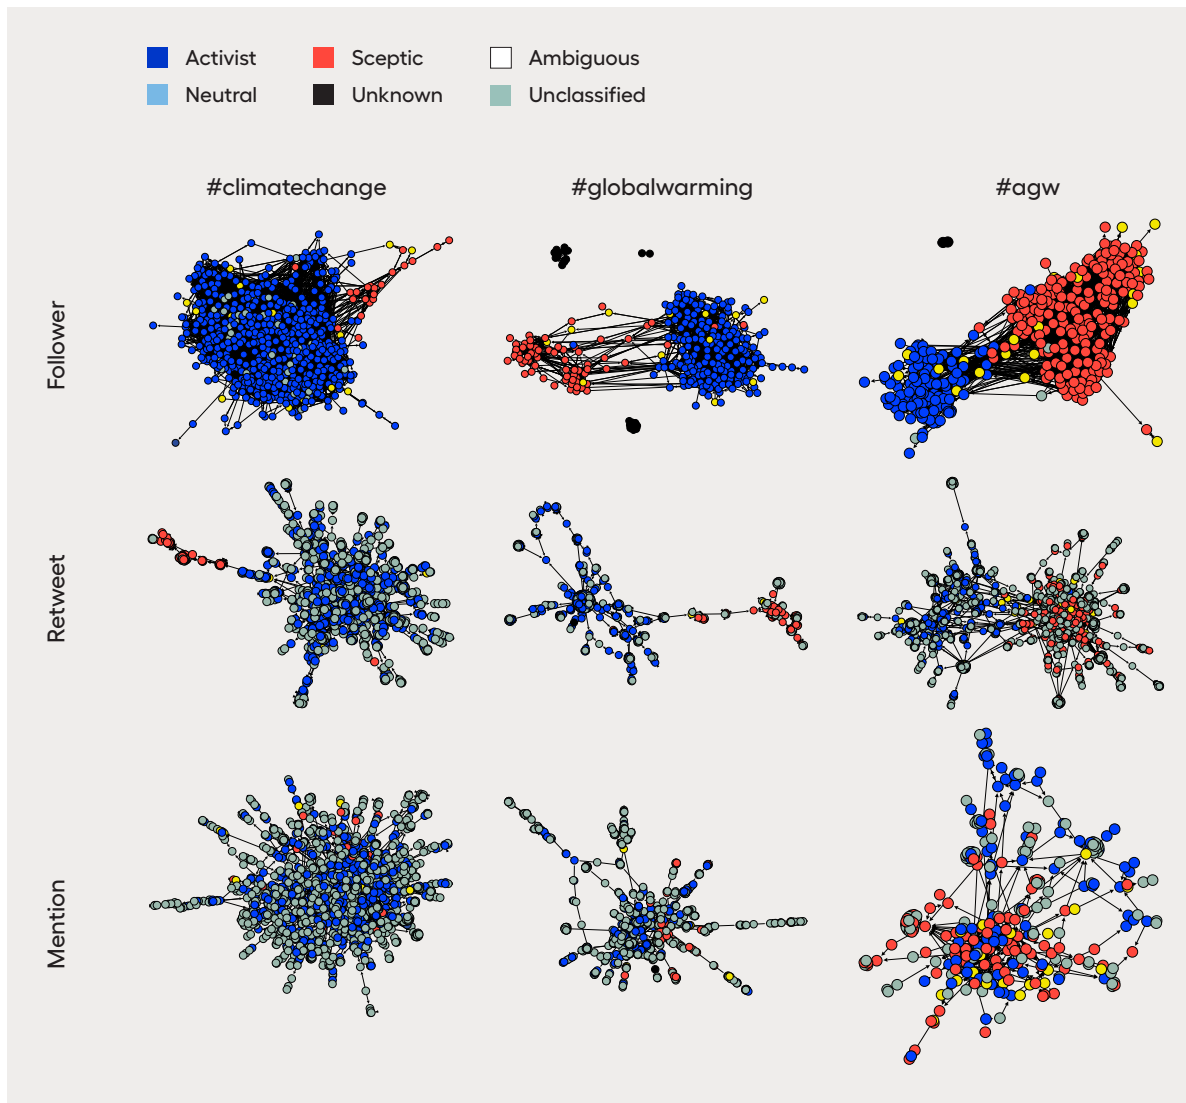 Activist Sceptic Ambiguous
Neutral Unknown Unclassified
#climatechange #globalwarming #agw
Follower
Retweet
Mention